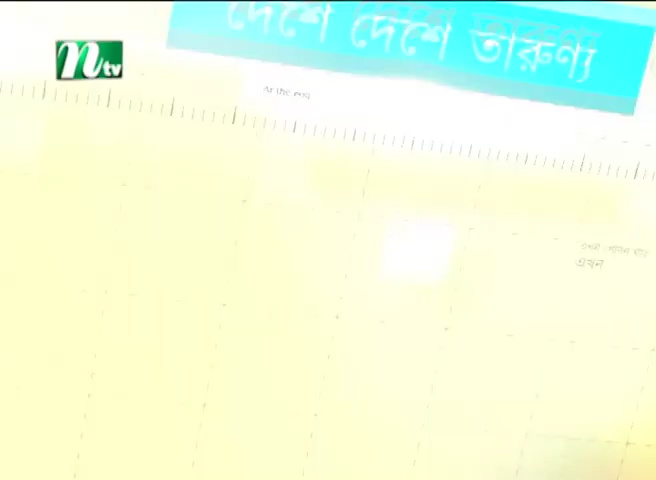 দেশে দেশে তারুণ্য
ntv
At the end
এখন